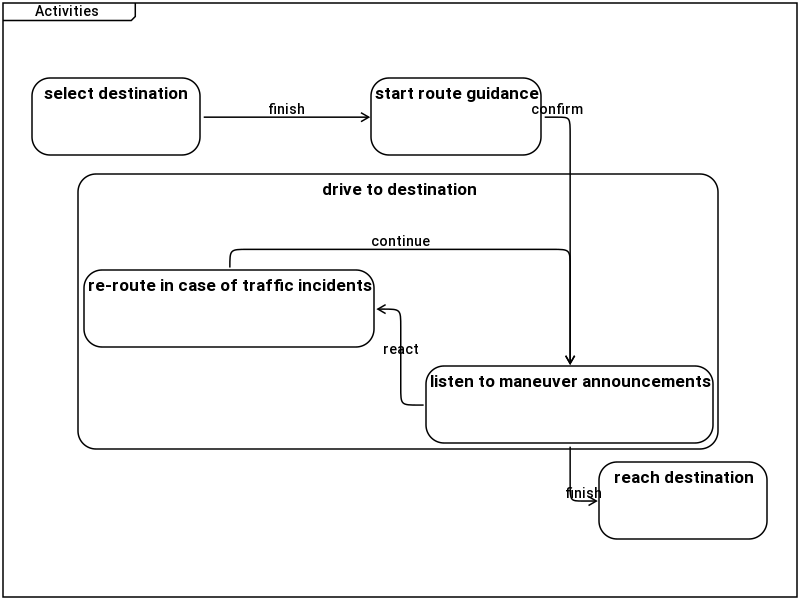 Activities
select destination
finish
start route guidance
confirm
drive to destination
continue
re-route in case of traffic incidents
react
listen to maneuver announcements
reach destination
finish